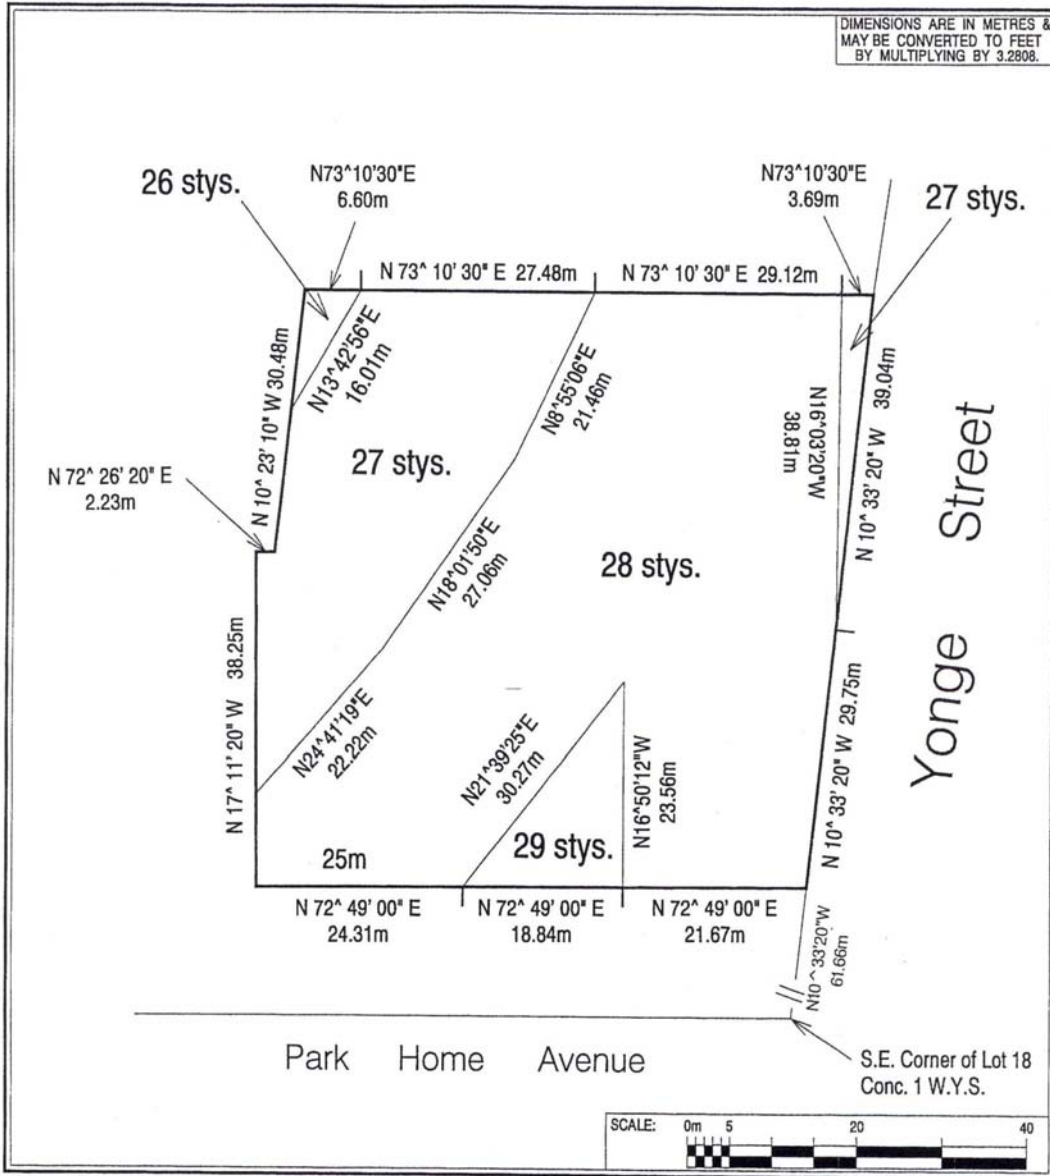 DIMENSIONS ARE IN METRES &
MAY BE CONVERTED TO FEET
BY MULTIPLYING BY 3.2808.
26 stys.
N73^10'30"E
6.60m
N73^10'30"E
3.69m
27 stys.
N 73^ 10' 30" E 27.48m
N 73^ 10' 30" E 29.12m
N 10^ 23' 10" W 30.48m
N13^42'56"E
16.01m
N8^55'06"E
21.46m
N16^03'20"W
38.81m
N 10^ 33' 20" W 39.04m
27 stys.
N 72^ 26' 20" E
2.23m
N18^01'50"E
27.06m
28 stys.
Yonge Street
N 17^ 11' 20" W 38.25m
N24^41'19"E
22.22m
N21^39'25"E
30.27m
N16^50'12"W
23.56m
N 10^ 33' 20" W 29.75m
29 stys.
25m
N 72^ 49' 00" E
24.31m
N 72^ 49' 00" E
18.84m
N 72^ 49' 00" E
21.67m
N10^33'20"W
61.66m
Park Home Avenue
S.E. Corner of Lot 18
Conc. 1 W.Y.S.
SCALE:
0m 5 20 40